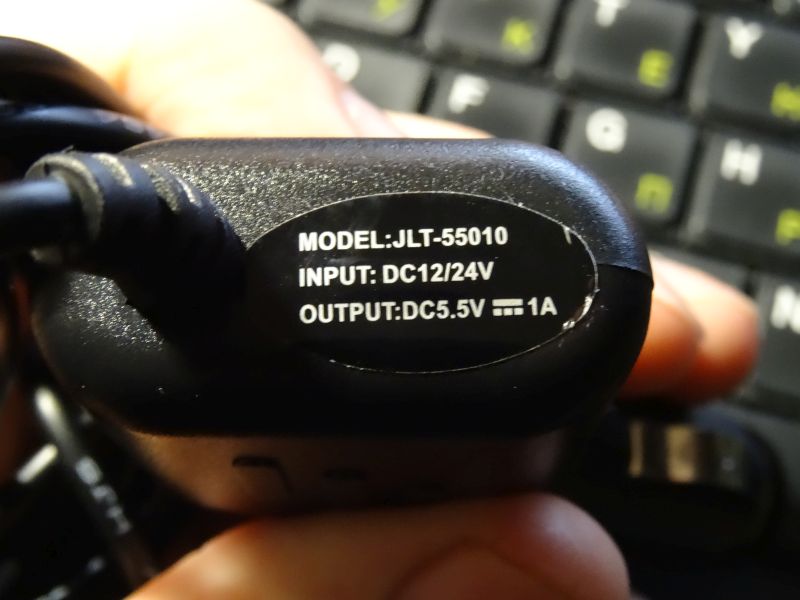 MODEL:JLT-55010
INPUT: DC12/24V
OUTPUT:DC5.5V ⎓ 1A
T
Y
F
G
H